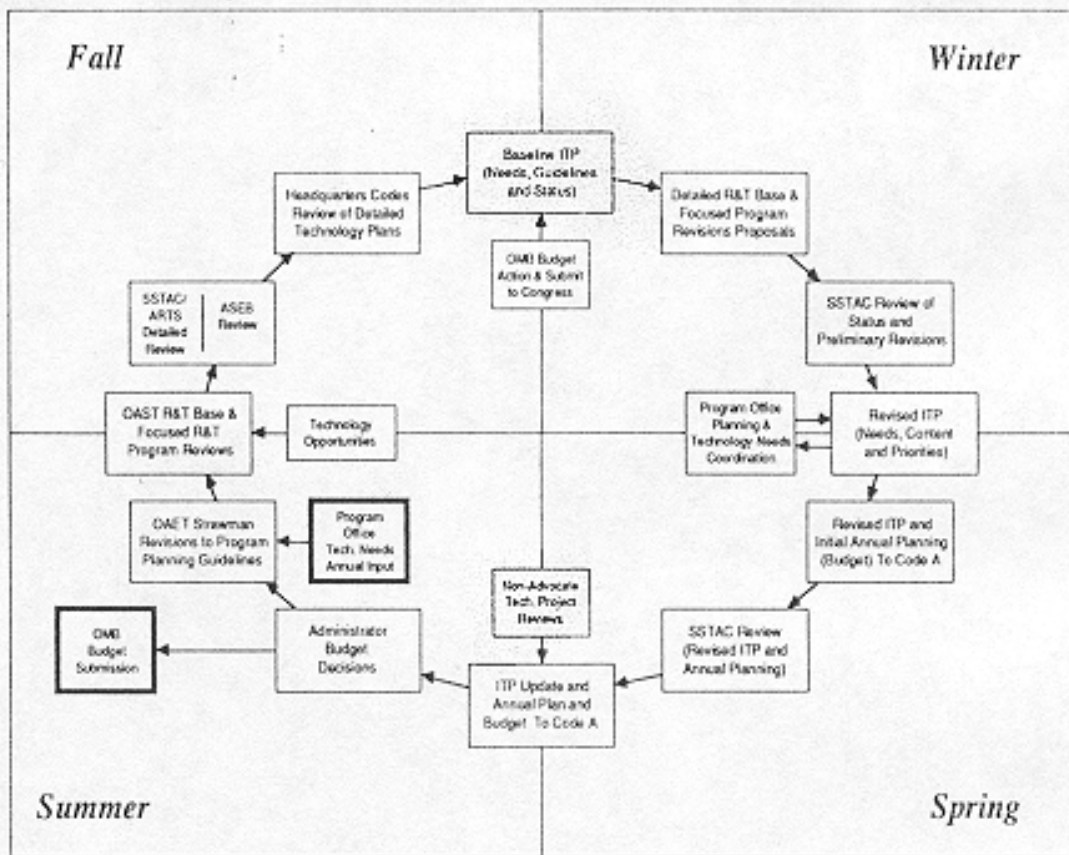 Fall
Winter
Baseline ITP
(Needs, Guidelines
and Status)
Headquarters Codes
Review of Detailed
Technology Plans
Detailed R&T Base &
Focused Program
Revisions Proposals
OMB Budget
Action & Submit
to Congress
SSTAC/
ARTS
Detailed
Review
ASEB
Review
SSTAC Review of
Status and
Preliminary Revisions
OAST R&T Base &
Focused R&T
Program Reviews
Technology
Opportunities
Program Office
Planning &
Technology Needs
Coordination
Revised ITP
(Needs, Content
and Priorities)
OAET Strawman
Revisions to Program
Planning Guidelines
Program
Office
Tech. Needs
Annual Input
Revised ITP and
Initial Annual Planning
(Budget) To Code A
Non-Advocate
Tech. Project
Reviews
OMB
Budget
Submission
Administrator
Budget
Decisions
SSTAC Review
(Revised ITP and
Annual Planning)
ITP Update and
Annual Plan and
Budget To Code A
Summer
Spring